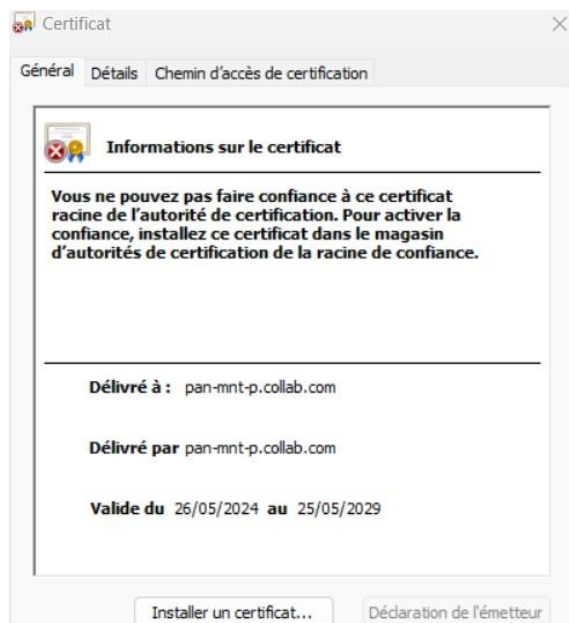 Certificat
Général Détails Chemin d'accès de certification
Informations sur le certificat
Vous ne pouvez pas faire confiance à ce certificat
racine de l'autorité de certification. Pour activer la
confiance, installez ce certificat dans le magasin
d'autorités de certification de la racine de confiance.
Délivré à : pan-mnt-p.collab.com
Délivré par pan-mnt-p.collab.com
Valide du 26/05/2024 au 25/05/2029
Installer un certificat... Déclaration de l'émetteur